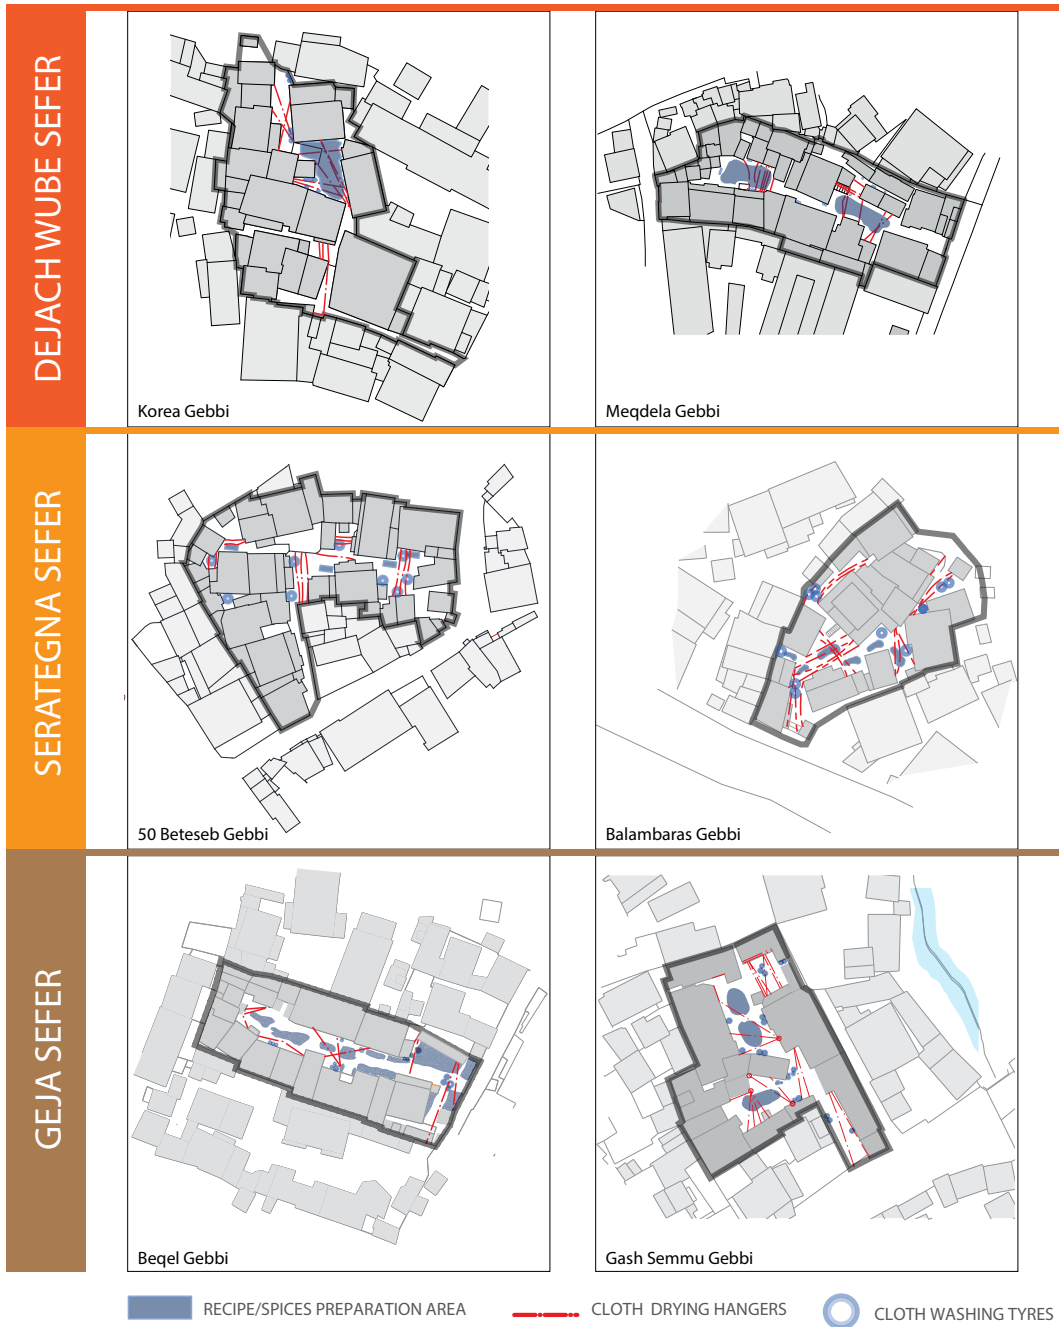 DEJACH WUBE SEFER
Korea Gebbi
Meqdela Gebbi
SERATEGNA SEFER
50 Beteseb Gebbi
Balambaras Gebbi
GEJA SEFER
Beqel Gebbi
Gash Semmu Gebbi
RECIPE/SPICES PREPARATION AREA
CLOTH DRYING HANGERS
CLOTH WASHING TYRES